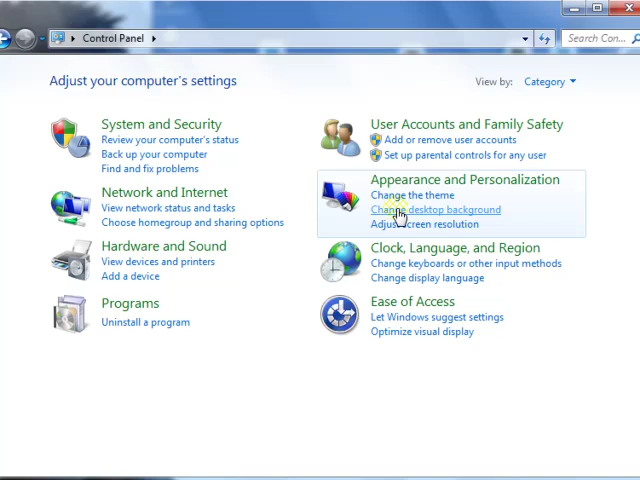 Control Panel
Search Con...
Adjust your computer's settings
View by: Category
System and Security
Review your computer's status
Back up your computer
Find and fix problems
Network and Internet
View network status and tasks
Choose homegroup and sharing options
Hardware and Sound
View devices and printers
Add a device
Programs
Uninstall a program
User Accounts and Family Safety
Add or remove user accounts
Set up parental controls for any user
Appearance and Personalization
Change the theme
Change desktop background
Adjust screen resolution
Clock, Language, and Region
Change keyboards or other input methods
Change display language
Ease of Access
Let Windows suggest settings
Optimize visual display